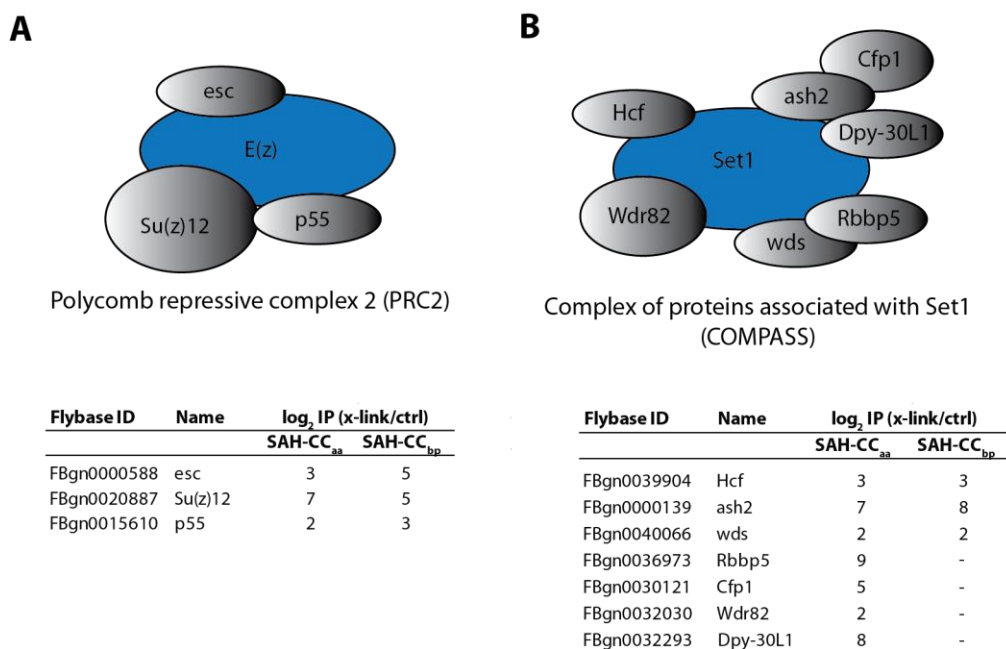 A
esc
E(z)
Su(z)12
p55
Polycomb repressive complex 2 (PRC2)
Flybase ID Name log2 IP (x-link/ctrl)
SAH-CCaa SAH-CCbp
FBgn0000588 esc 3 5
FBgn0020887 Su(z)12 7 5
FBgn0015610 p55 2 3
B
Cfp1
ash2
Hcf
Dpy-30L1
Set1
Wdr82
Rbbp5
wds
Complex of proteins associated with Set1
(COMPASS)
Flybase ID Name log2 IP (x-link/ctrl)
SAH-CCaa SAH-CCbp
FBgn0039904 Hcf 3 3
FBgn0000139 ash2 7 8
FBgn0040066 wds 2 2
FBgn0036973 Rbbp5 9 -
FBgn0030121 Cfp1 5 -
FBgn0032030 Wdr82 2 -
FBgn0032293 Dpy-30L1 8 -